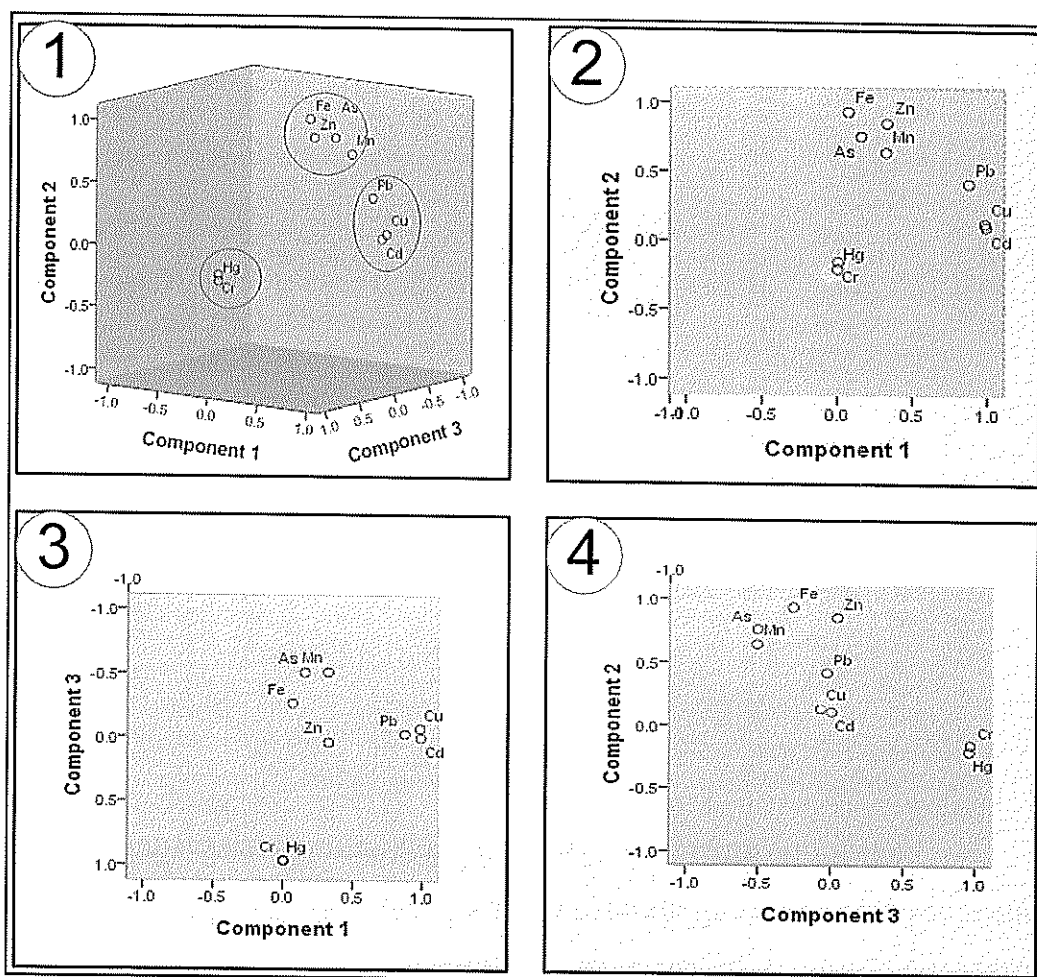 1
Fe As
Zn
Mn
Pb
Cu
Cd
Hg
Cr
1.0
0.5
0.0
-0.5
-1.0
Component 2
-1.0 -0.5 0.0 0.5 1.0
1.0 0.5 0.0 -0.5 -1.0
Component 1
Component 3
2
Fe Zn
As Mn
Pb
Cu
Cd
Hg
Cr
1.0
0.5
0.0
-0.5
-1.0
Component 2
-1.0 -0.5 0.0 0.5 1.0
Component 1
3
-1.0
-1.0
-0.5
0.0
0.5
1.0
Component 3
As Mn
Fe
Zn Pb Cu
Cd
Cr Hg
-1.0 -0.5 0.0 0.5 1.0
Component 1
4
-1.0
1.0
0.5
0.0
-0.5
-1.0
Component 2
Fe Zn
As Mn
Pb
Cu
Cd
Cr
Hg
-1.0 -0.5 0.0 0.5 1.0
Component 3